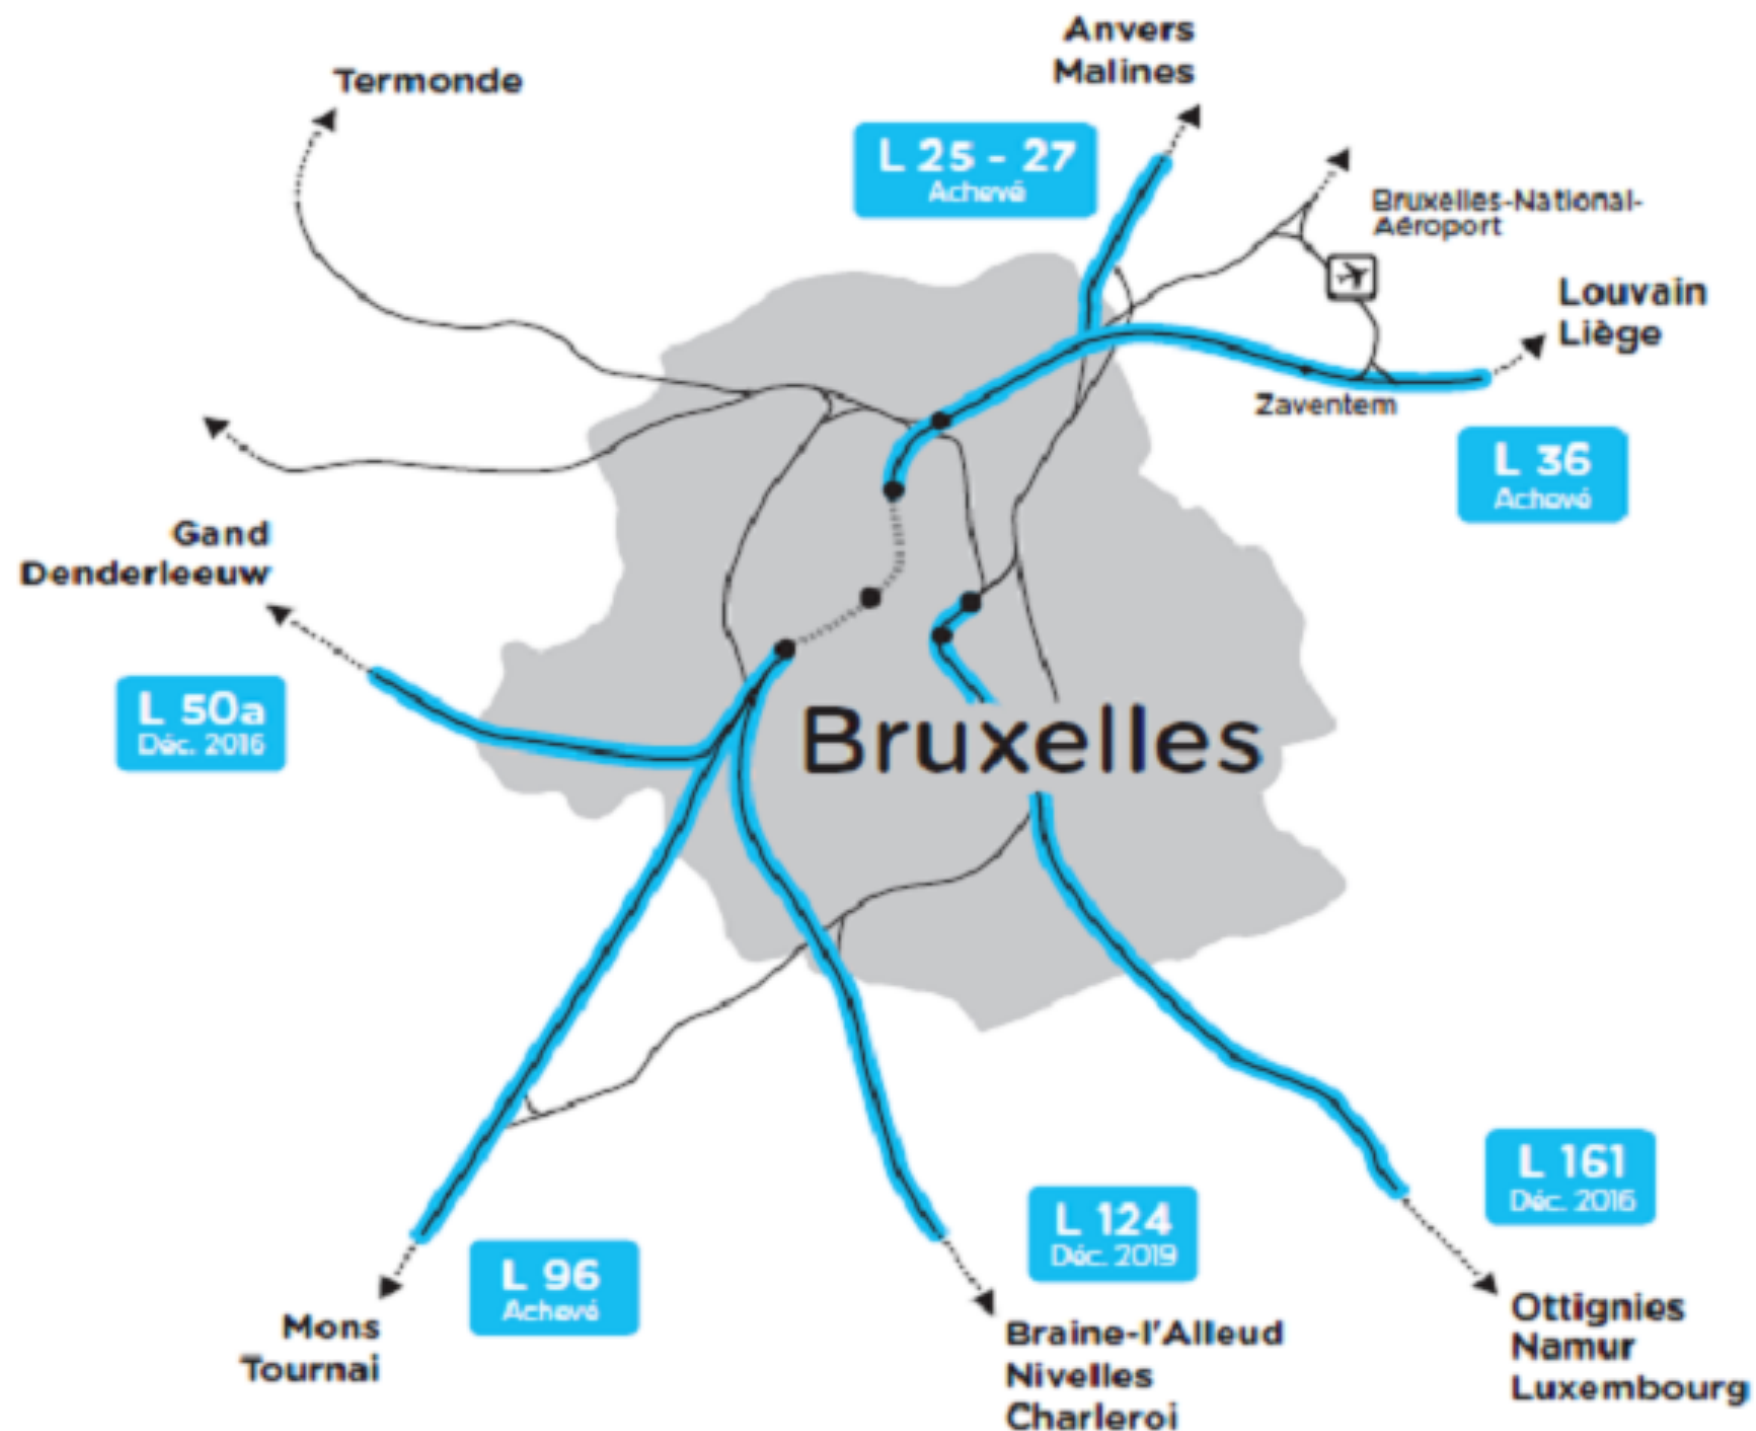 Anvers
Malines
Termonde
L 25 - 27
Achevé
Bruxelles-National-
Aéroport
Louvain
Liège
Zaventem
L 36
Achevé
Gand
Denderleeuw
L 50a
Déc. 2016
Bruxelles
L 161
Déc. 2016
L 124
Déc. 2019
L 96
Achevé
Mons
Tournai
Braine-l'Alleud
Nivelles
Charleroi
Ottignies
Namur
Luxembourg